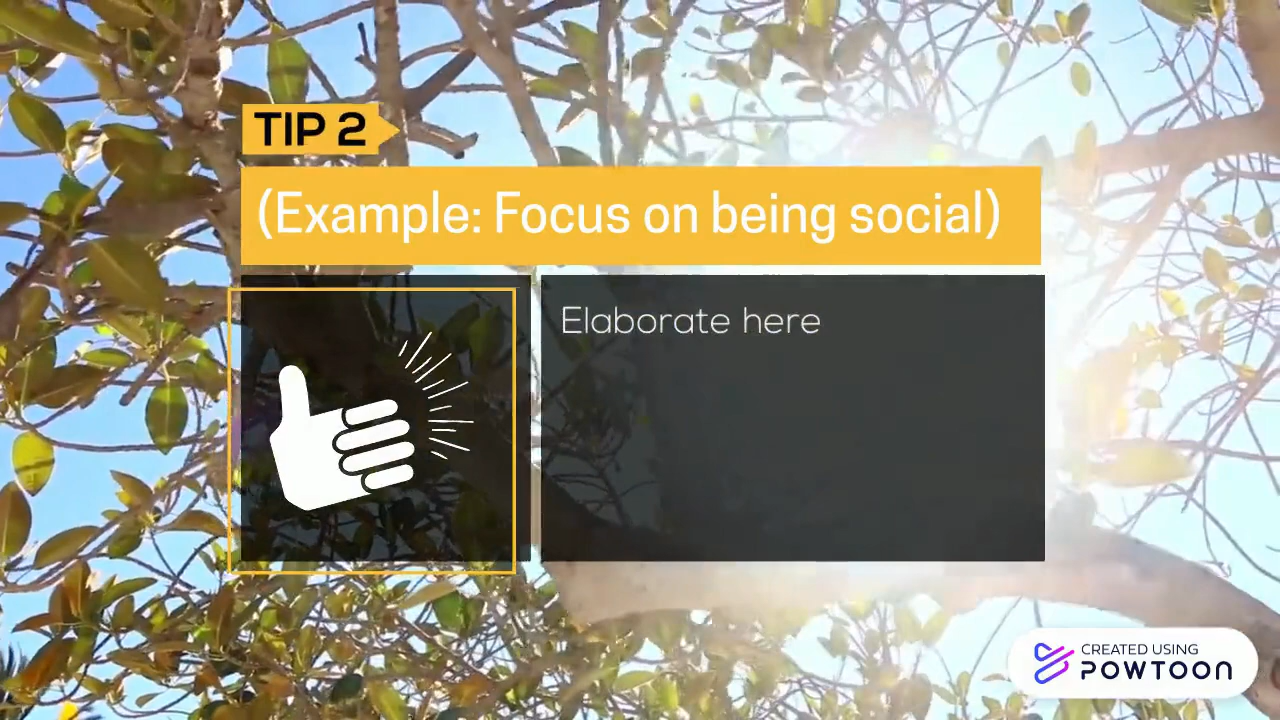 TIP 2
(Example: Focus on being social)
Elaborate here
CREATED USING
POWTOON